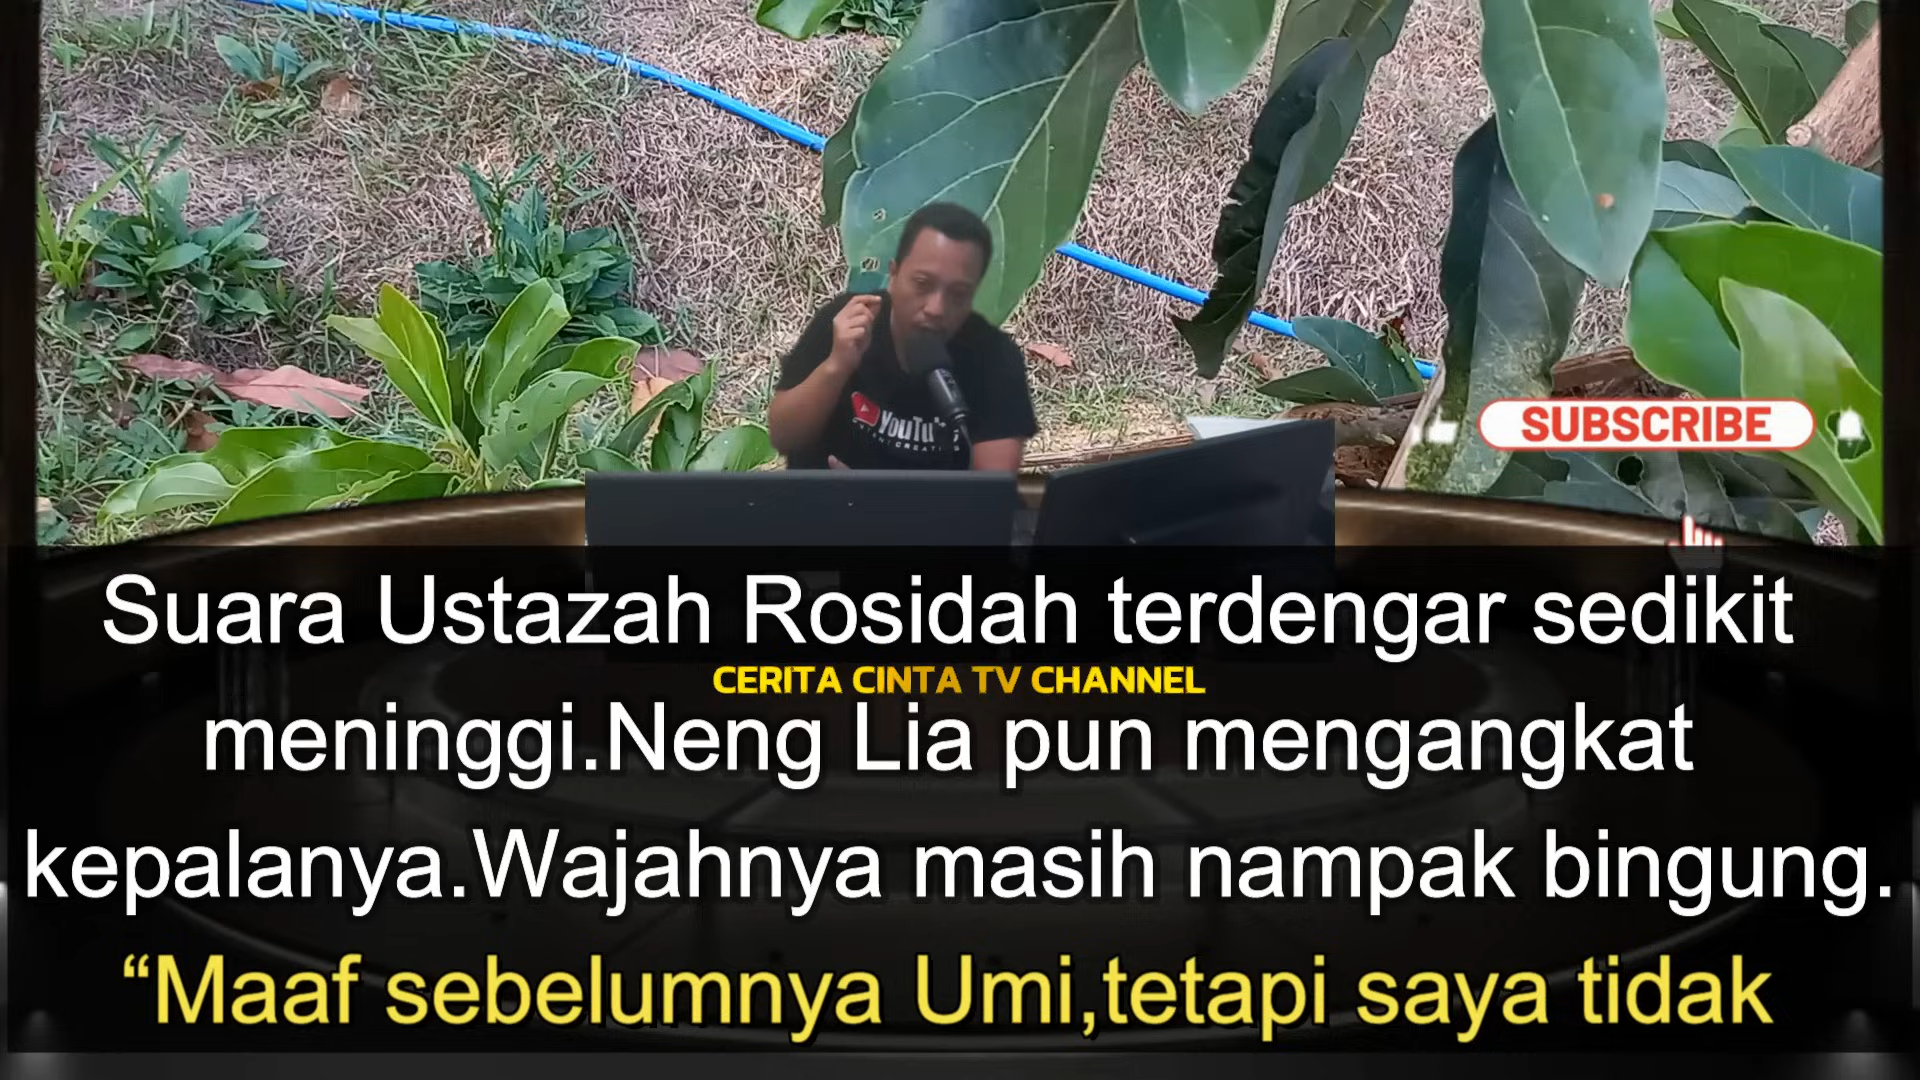 YouTu
SUBSCRIBE
Suara Ustazah Rosidah terdengar sedikit
CERITA CINTA TV CHANNEL
meninggi.Neng Lia pun mengangkat
kepalanya.Wajahnya masih nampak bingung.
“Maaf sebelumnya Umi,tetapi saya tidak